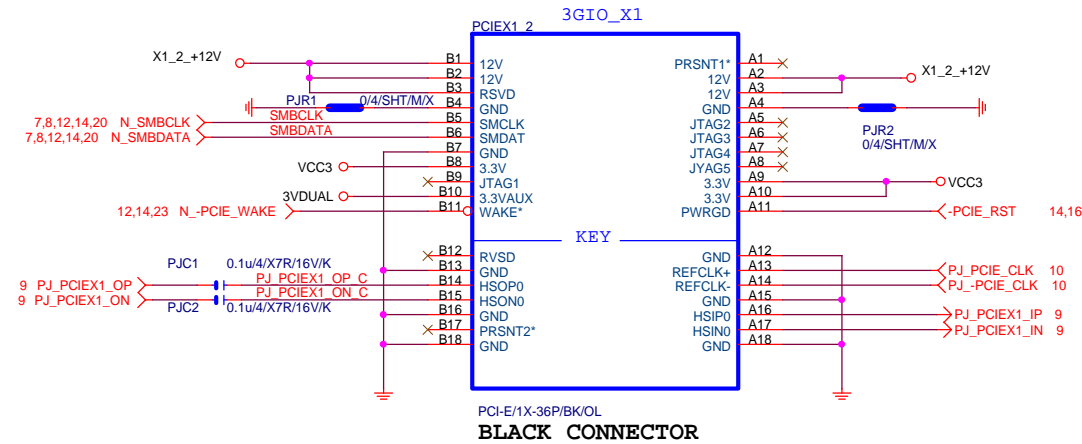 3GIO_X1
PCIEX1_2
X1_2_+12V
B1 12V PRSNT1* A1
B2 12V 12V A2 X1_2_+12V
B3 RSVD 12V A3
PJR1 0/4/SHT/M/X B4 GND GND A4
7,8,12,14,20 N_SMBCLK SMBCLK B5 SMCLK JTAG2 A5
7,8,12,14,20 N_SMBDATA SMBDATA B6 SMDAT JTAG3 A6 PJR2
B7 GND JTAG4 A7 0/4/SHT/M/X
VCC3 B8 3.3V JYAG5 A8
B9 JTAG1 3.3V A9 VCC3
3VDUAL B10 3.3VAUX 3.3V A10
12,14,23 N_-PCIE_WAKE B11 WAKE* PWRGD A11 -PCIE_RST 14,16
KEY
B12 RVSD GND A12
PJC1 0.1u/4/X7R/16V/K B13 GND REFCLK+ A13 PJ_PCIE_CLK 10
9 PJ_PCIEX1_OP PJ_PCIEX1_OP_C B14 HSOP0 REFCLK- A14 PJ_-PCIE_CLK 10
9 PJ_PCIEX1_ON PJ_PCIEX1_ON_C B15 HSON0 GND A15
PJC2 0.1u/4/X7R/16V/K B16 GND HSIP0 A16 PJ_PCIEX1_IP 9
B17 PRSNT2* HSIN0 A17 PJ_PCIEX1_IN 9
B18 GND GND A18
PCI-E/1X-36P/BK/OL
BLACK CONNECTOR